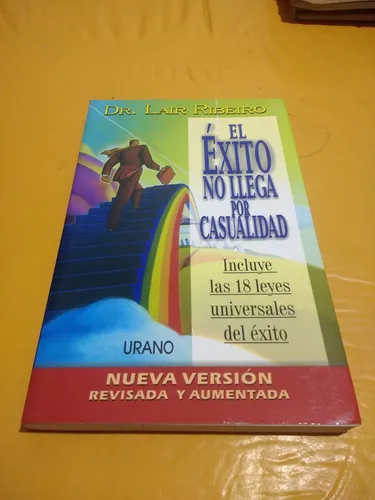 DR. LAIR RIBEIRO
EL
ÉXITO
NO LLEGA
POR
CASUALIDAD
Incluye
las 18 leyes
universales
del éxito
URANO
NUEVA VERSIÓN
REVISADA Y AUMENTADA